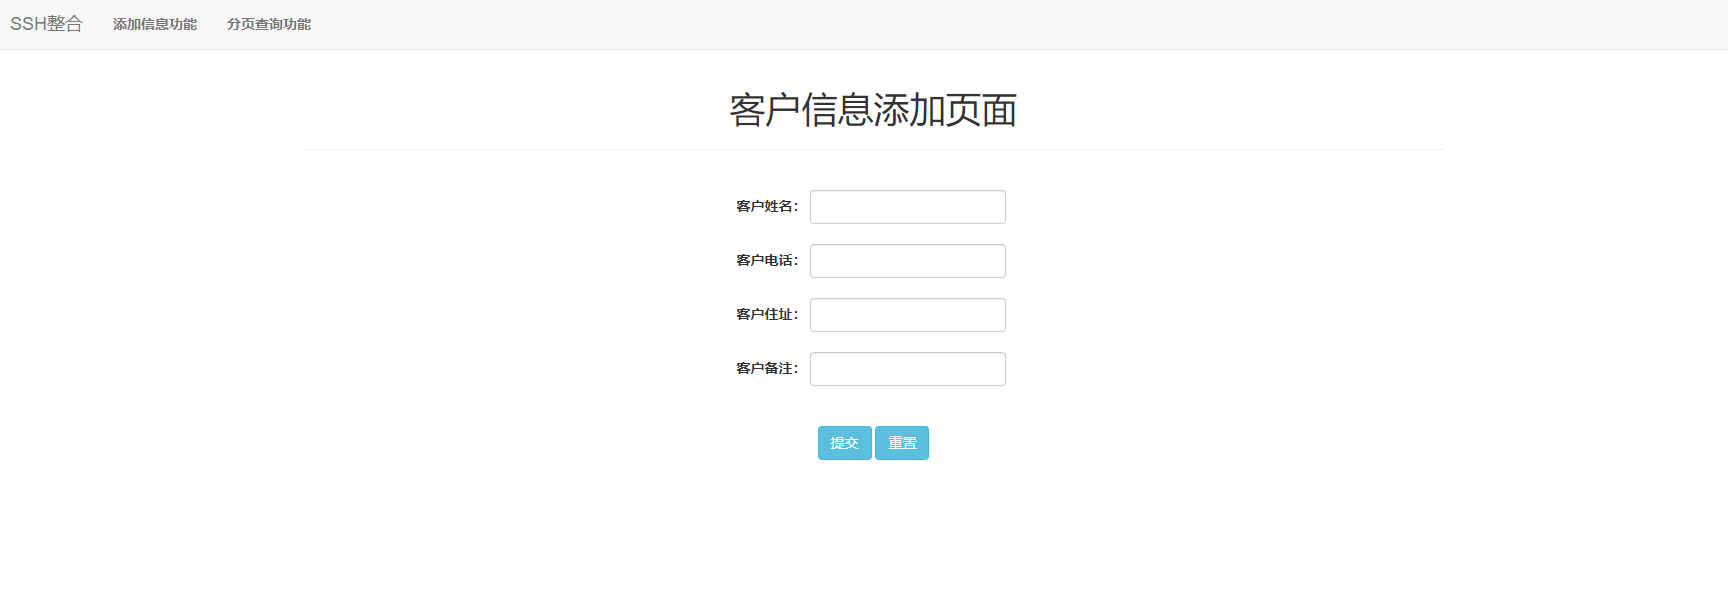 SSH整合 添加信息功能 分页查询功能
客户信息添加页面
客户姓名：
客户电话：
客户住址：
客户备注：
提交 重置